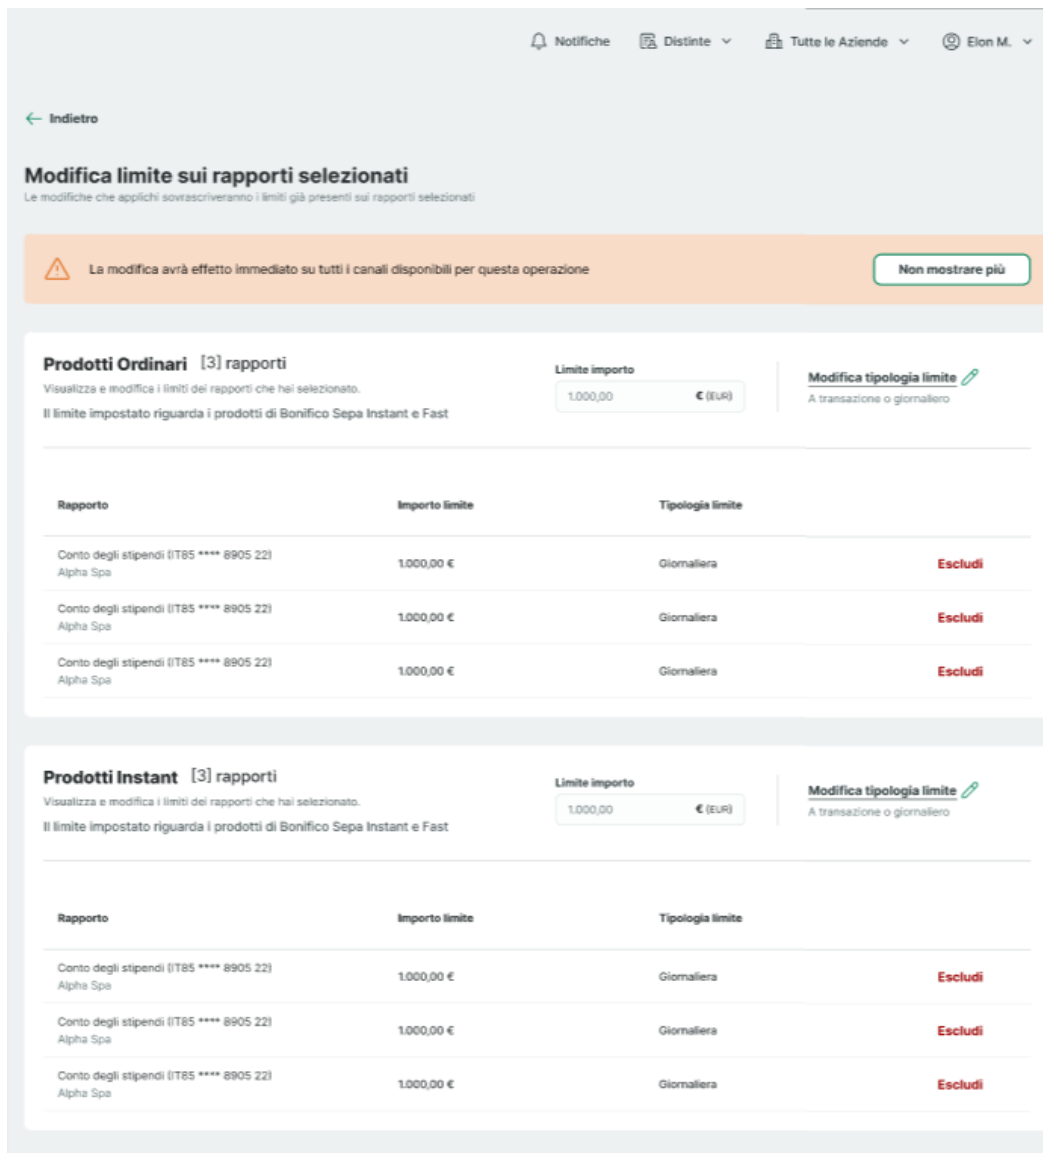 Notifiche Distinte Tutte le Aziende Elon M.
Indietro
Modifica limite sui rapporti selezionati
Le modifiche che applichi sovrascriveranno i limiti già presenti sui rapporti selezionati
La modifica avrà effetto immediato su tutti i canali disponibili per questa operazione
Non mostrare più
Prodotti Ordinari [3] rapporti
Visualizza e modifica i limiti dei rapporti che hai selezionato.
Il limite impostato riguarda i prodotti di Bonifico Sepa Instant e Fast
Limite importo
1.000,00 € (EUR)
Modifica tipologia limite
A transazione o giornaliero
Rapporto Importo limite Tipologia limite
Conto degli stipendi (IT85 **** 8905 22)
Alpha Spa
1.000,00 € Giornaliera Escludi
Conto degli stipendi (IT85 **** 8905 22)
Alpha Spa
1.000,00 € Giornaliera Escludi
Conto degli stipendi (IT85 **** 8905 22)
Alpha Spa
1.000,00 € Giornaliera Escludi
Prodotti Instant [3] rapporti
Visualizza e modifica i limiti dei rapporti che hai selezionato.
Il limite impostato riguarda i prodotti di Bonifico Sepa Instant e Fast
Limite importo
1.000,00 € (EUR)
Modifica tipologia limite
A transazione o giornaliero
Rapporto Importo limite Tipologia limite
Conto degli stipendi (IT85 **** 8905 22)
Alpha Spa
1.000,00 € Giornaliera Escludi
Conto degli stipendi (IT85 **** 8905 22)
Alpha Spa
1.000,00 € Giornaliera Escludi
Conto degli stipendi (IT85 **** 8905 22)
Alpha Spa
1.000,00 € Giornaliera Escludi